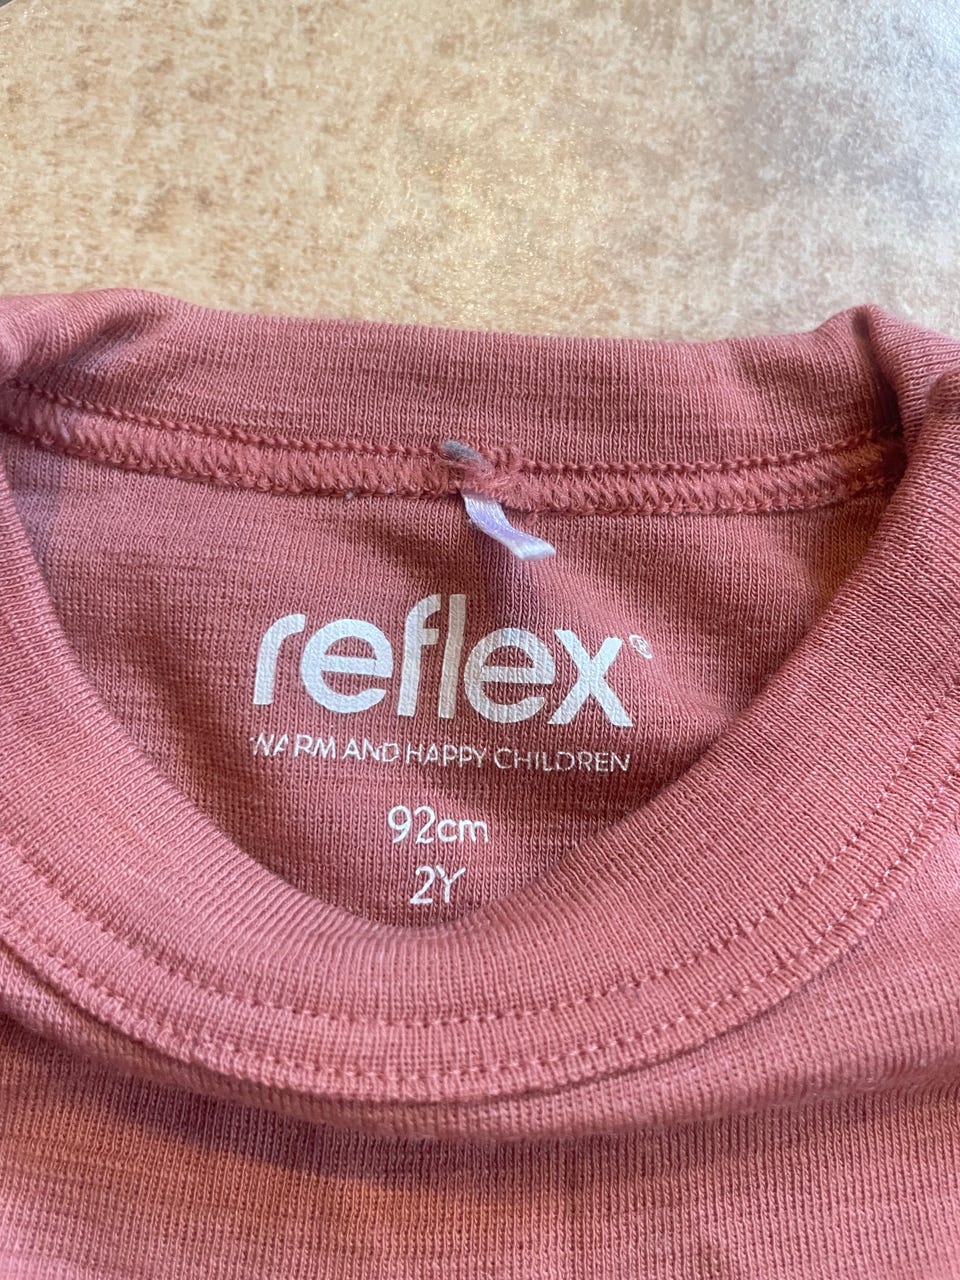 reflex®
WARM AND HAPPY CHILDREN
92cm
2Y